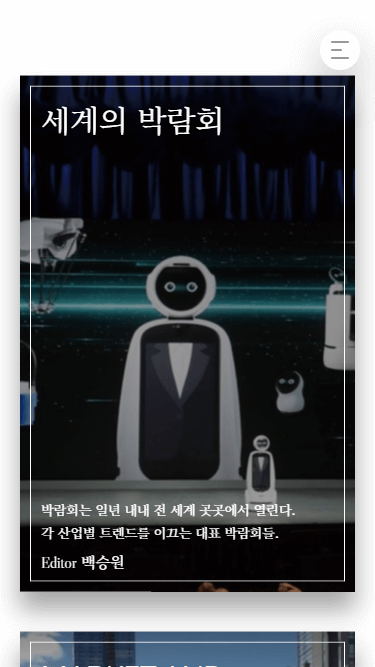 세계의 박람회
박람회는 일년 내내 전 세계 곳곳에서 열린다.
각 산업별 트렌드를 이끄는 대표 박람회들.
Editor 백승원